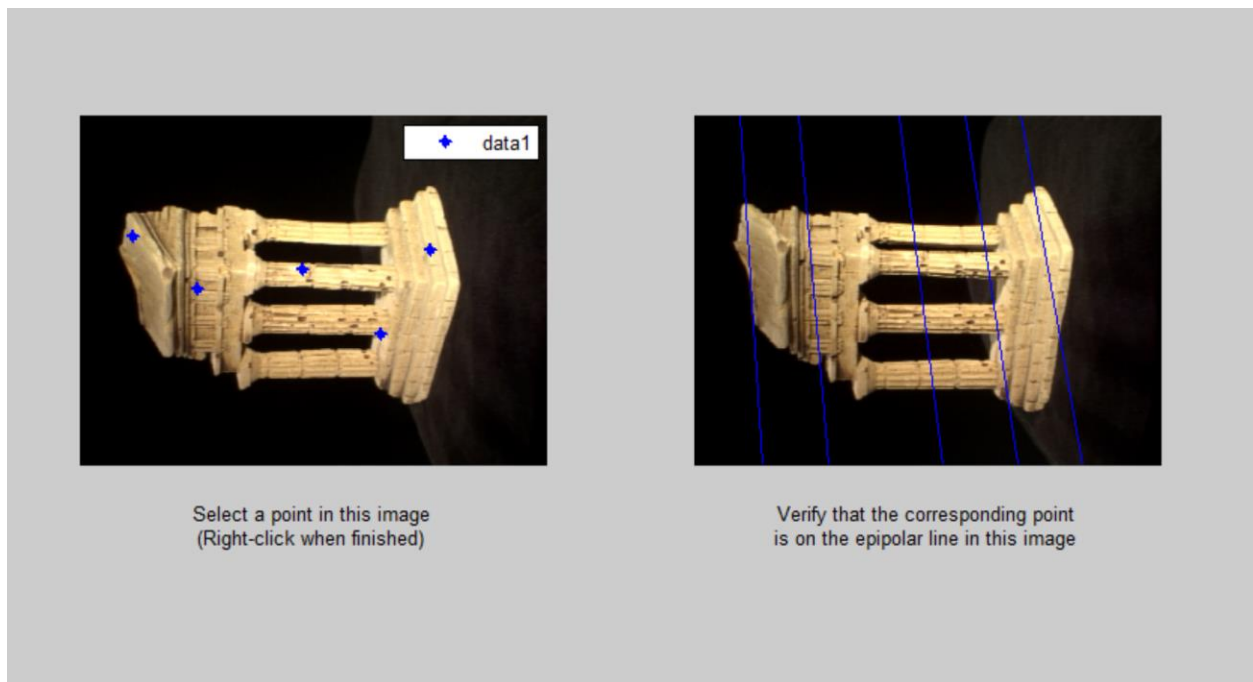 data1
Select a point in this image
(Right-click when finished)
Verify that the corresponding point
is on the epipolar line in this image